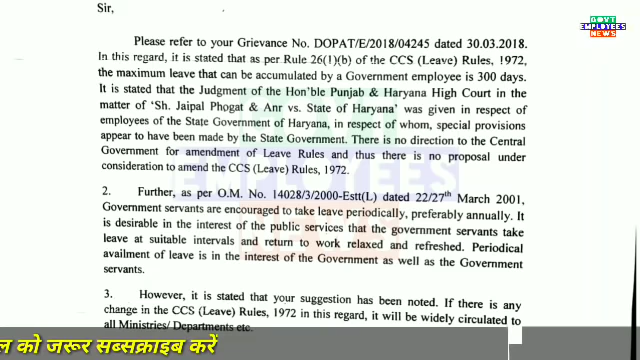 Sir,
GOVT
EMPLOYEES
NEWS
Please refer to your Grievance No. DOPAT/E/2018/04245 dated 30.03.2018.
In this regard, it is stated that as per Rule 26(1)(b) of the CCS (Leave) Rules, 1972,
the maximum leave that can be accumulated by a Government employee is 300 days.
It is stated that the Judgment of the Hon'ble Punjab & Haryana High Court in the
matter of 'Sh. Jaipal Phogat & Anr vs. State of Haryana' was given in respect of
employees of the State Government of Haryana, in respect of whom, special provisions
appear to have been made by the State Government. There is no direction to the Central
Government for amendment of Leave Rules and thus there is no proposal under
consideration to amend the CCS (Leave) Rules, 1972.
GOVT
EMPLOYEES
NEWS
2. Further, as per O.M. No. 14028/3/2000-Estt(L) dated 22/27th March 2001,
Government servants are encouraged to take leave periodically, preferably annually. It
is desirable in the interest of the public services that the government servants take
leave at suitable intervals and return to work relaxed and refreshed. Periodical
availment of leave is in the interest of the Government as well as the Government
servants.
3. However, it is stated that your suggestion has been noted. If there is any
change in the CCS (Leave) Rules, 1972 in this regard, it will be widely circulated to
all Ministries/ Departments etc.
ल को जरूर सब्सक्राइब करें